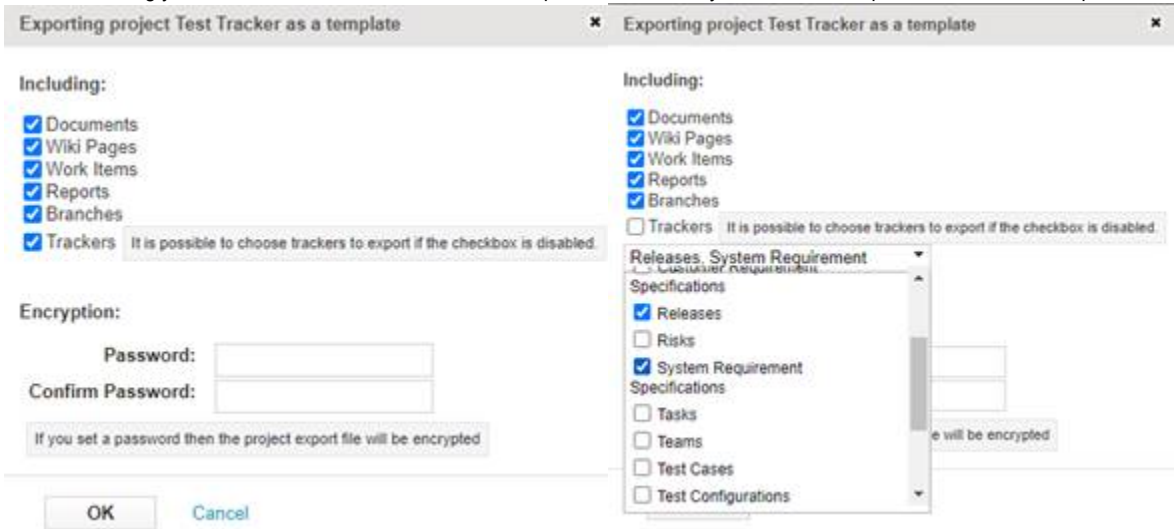 Exporting project Test Tracker as a template
Including:
Documents
Wiki Pages
Work Items
Reports
Branches
Trackers It is possible to choose trackers to export if the checkbox is disabled.
Encryption:
Password:
Confirm Password:
If you set a password then the project export file will be encrypted
OK Cancel
Exporting project Test Tracker as a template
Including:
Documents
Wiki Pages
Work Items
Reports
Branches
Trackers It is possible to choose trackers to export if the checkbox is disabled.
Releases, System Requirement
Customer Requirement
Specifications
Releases
Risks
System Requirement
Specifications
Tasks
Teams
e will be encrypted
Test Cases
Test Configurations